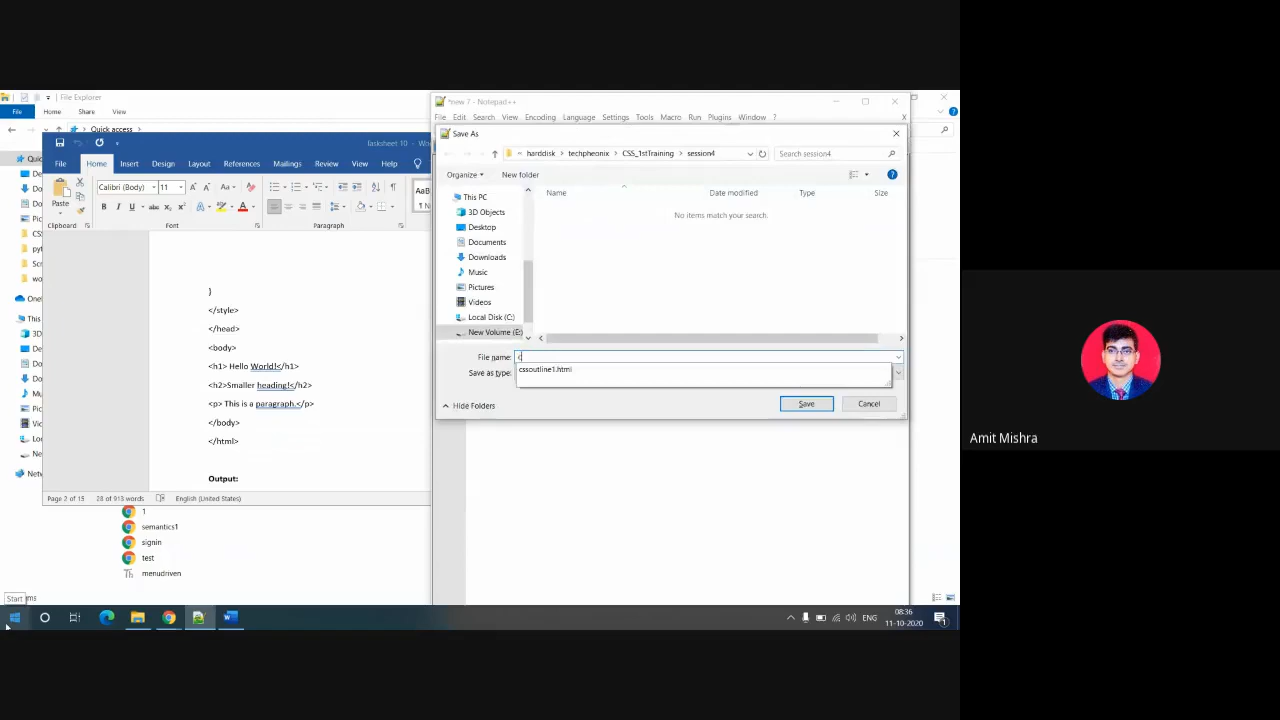 File Explorer
File Home Share View
Quick access
Tasksheet 10
File Home Insert Design Layout References Mailings Review View
Calibri (Body) 11
Paste
Clipboard Font Paragraph
}
</style>
</head>
<body>
<h1> Hello World!</h1>
<h2>Smaller heading!</h2>
<p> This is a paragraph.</p>
</body>
</html>
Output:
Page 2 of 15 28 of 913 words English (United States)
1
semantics1
signin
test
menudriven
Start
*new 7 - Notepad++
File Edit Search View Encoding Language Settings Tools Macro Run Plugins Window ?
Save As
« harddisk > techpheonix > CSS_1stTraining > session4
Search session4
Organize New folder
This PC
3D Objects
Desktop
Documents
Downloads
Music
Pictures
Videos
Local Disk (C:)
New Volume (E:)
Name Date modified Type Size
No items match your search.
File name: c
cssoutline1.html
Save as type:
Hide Folders
Save Cancel
ENG
08:36
11-10-2020
Amit Mishra